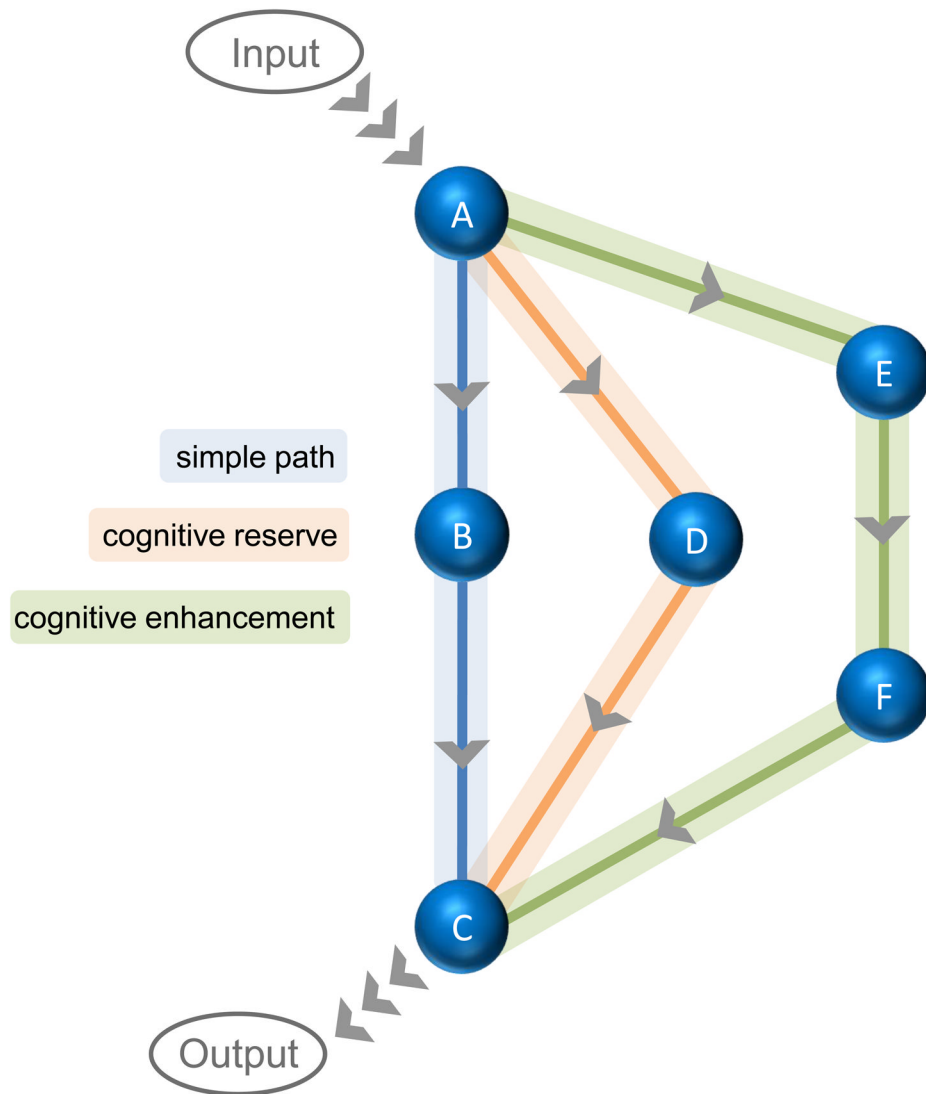 Input
A
E
simple path
cognitive reserve
B
D
cognitive enhancement
F
C
Output